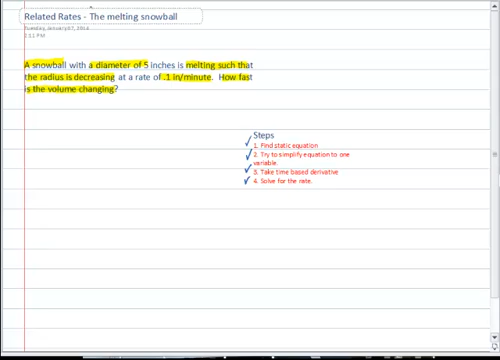 Related Rates - The melting snowball
Tuesday, January 07, 2014
2:11 PM
A snowball with a diameter of 5 inches is melting such that
the radius is decreasing at a rate of .1 in/minute. How fast
is the volume changing?
Steps
1. Find static equation
2. Try to simplify equation to one
variable.
3. Take time based derivative
4. Solve for the rate.